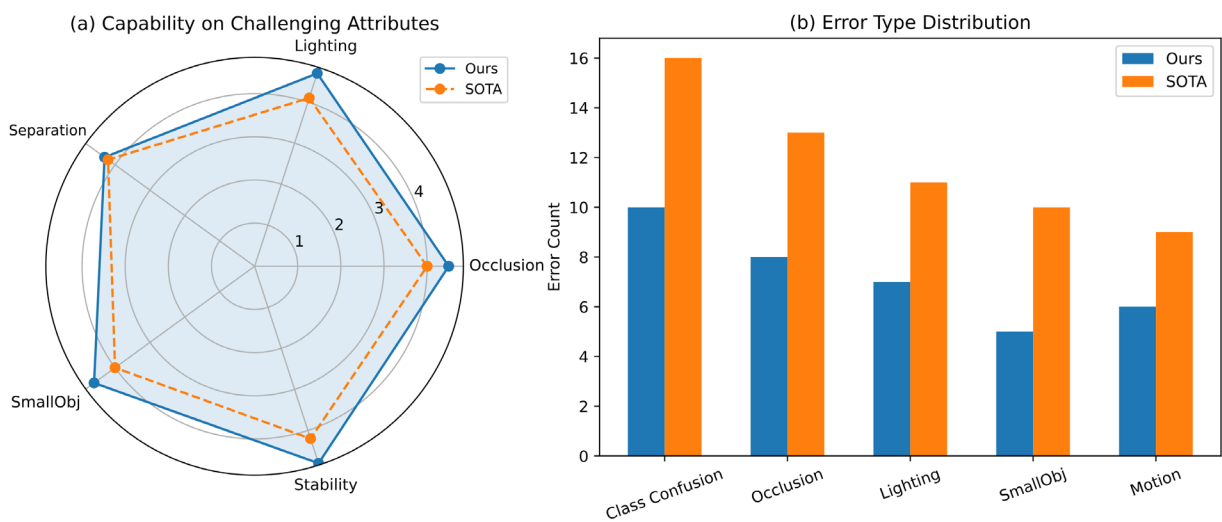 (a) Capability on Challenging Attributes
Lighting
Ours
SOTA
Separation
4
3
2
1
Occlusion
SmallObj
Stability
(b) Error Type Distribution
Ours
SOTA
Error Count
16
14
12
10
8
6
4
2
0
Class Confusion
Occlusion
Lighting
SmallObj
Motion